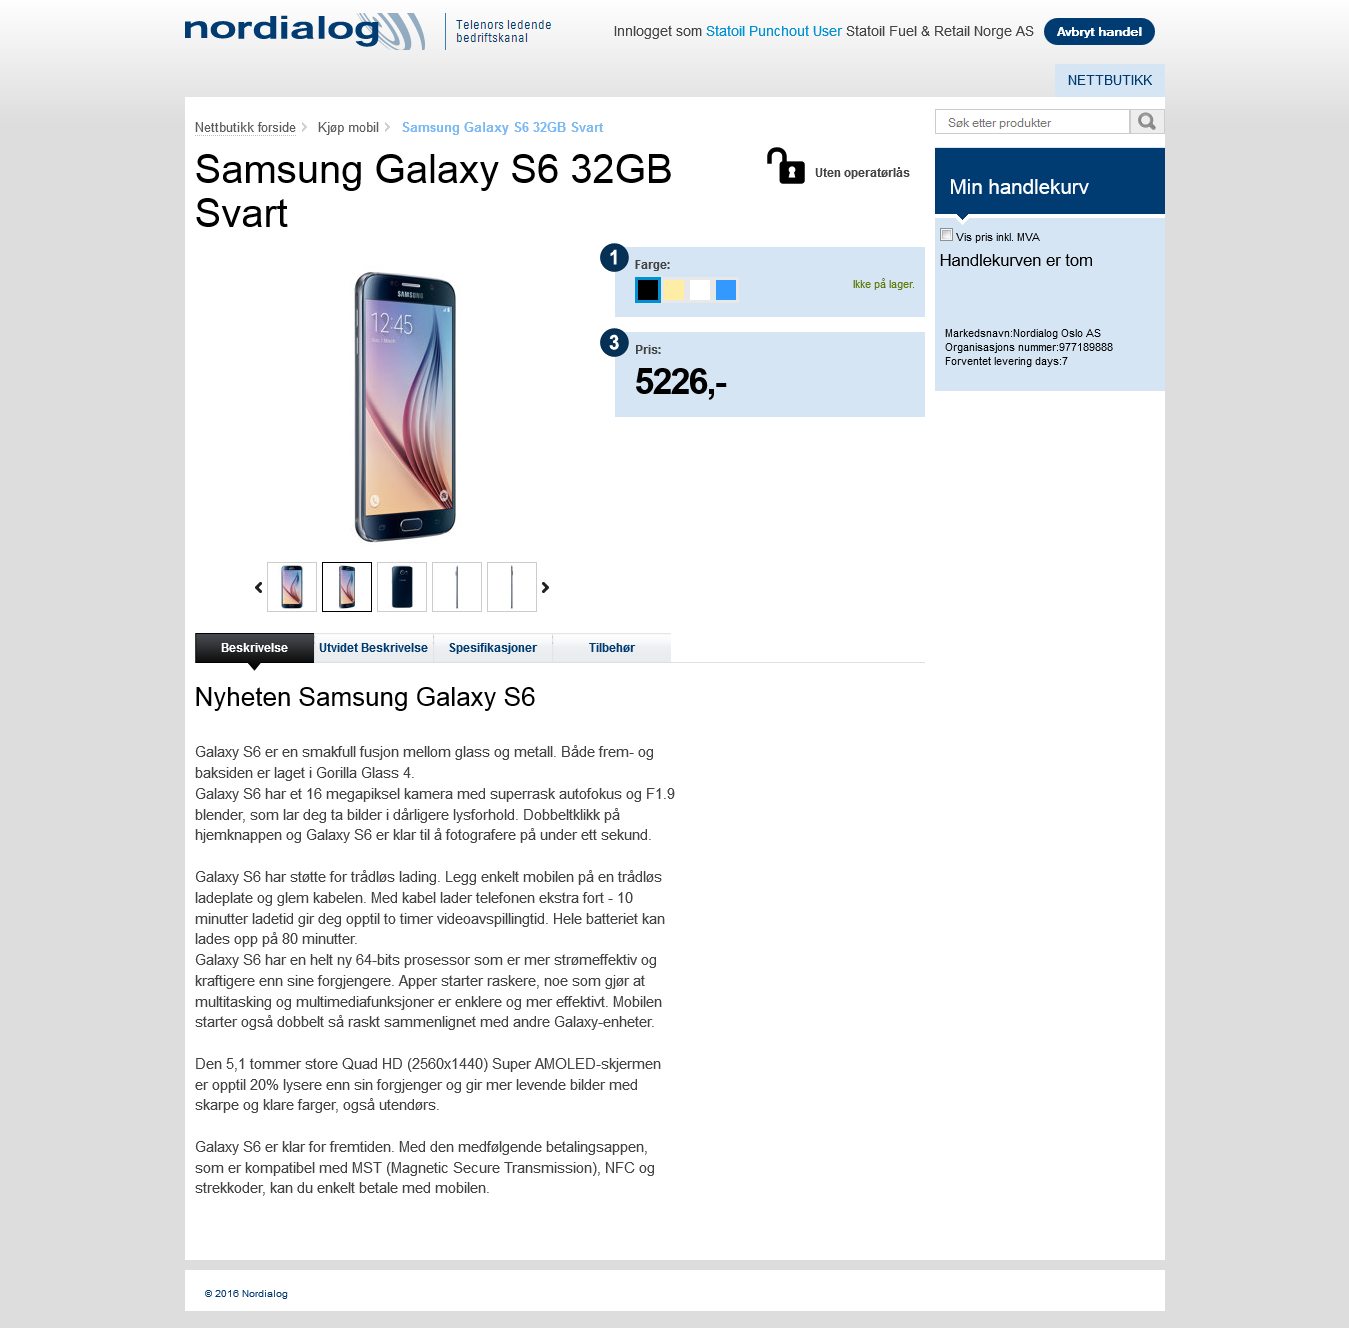 nordialog
Telenors ledende
bedriftskanal
Innlogget som Statoil Punchout User Statoil Fuel & Retail Norge AS
Avbryt handel
NETTBUTIKK
Nettbutikk forside
Kjøp mobil
Samsung Galaxy S6 32GB Svart
Søk etter produkter
Samsung Galaxy S6 32GB
Svart
Uten operatørlås
Min handlekurv
Vis pris inkl. MVA
Handlekurven er tom
Markedsnavn:Nordialog Oslo AS
Organisasjons nummer:977189888
Forventet levering days:7
1
Farge:
Ikke på lager.
3
Pris:
5226,-
SAMSUNG
12:45
Beskrivelse
Utvidet Beskrivelse
Spesifikasjoner
Tilbehør
Nyheten Samsung Galaxy S6
Galaxy S6 er en smakfull fusjon mellom glass og metall. Både frem- og
baksiden er laget i Gorilla Glass 4.
Galaxy S6 har et 16 megapiksel kamera med superrask autofokus og F1.9
blender, som lar deg ta bilder i dårligere lysforhold. Dobbeltklikk på
hjemknappen og Galaxy S6 er klar til å fotografere på under ett sekund.
Galaxy S6 har støtte for trådløs lading. Legg enkelt mobilen på en trådløs
ladeplate og glem kabelen. Med kabel lader telefonen ekstra fort - 10
minutter ladetid gir deg opptil to timer videoavspillingtid. Hele batteriet kan
lades opp på 80 minutter.
Galaxy S6 har en helt ny 64-bits prosessor som er mer strømeffektiv og
kraftigere enn sine forgjengere. Apper starter raskere, noe som gjør at
multitasking og multimediafunksjoner er enklere og mer effektivt. Mobilen
starter også dobbelt så raskt sammenlignet med andre Galaxy-enheter.
Den 5,1 tommer store Quad HD (2560x1440) Super AMOLED-skjermen
er opptil 20% lysere enn sin forgjenger og gir mer levende bilder med
skarpe og klare farger, også utendørs.
Galaxy S6 er klar for fremtiden. Med den medfølgende betalingsappen,
som er kompatibel med MST (Magnetic Secure Transmission), NFC og
strekkoder, kan du enkelt betale med mobilen.
© 2016 Nordialog